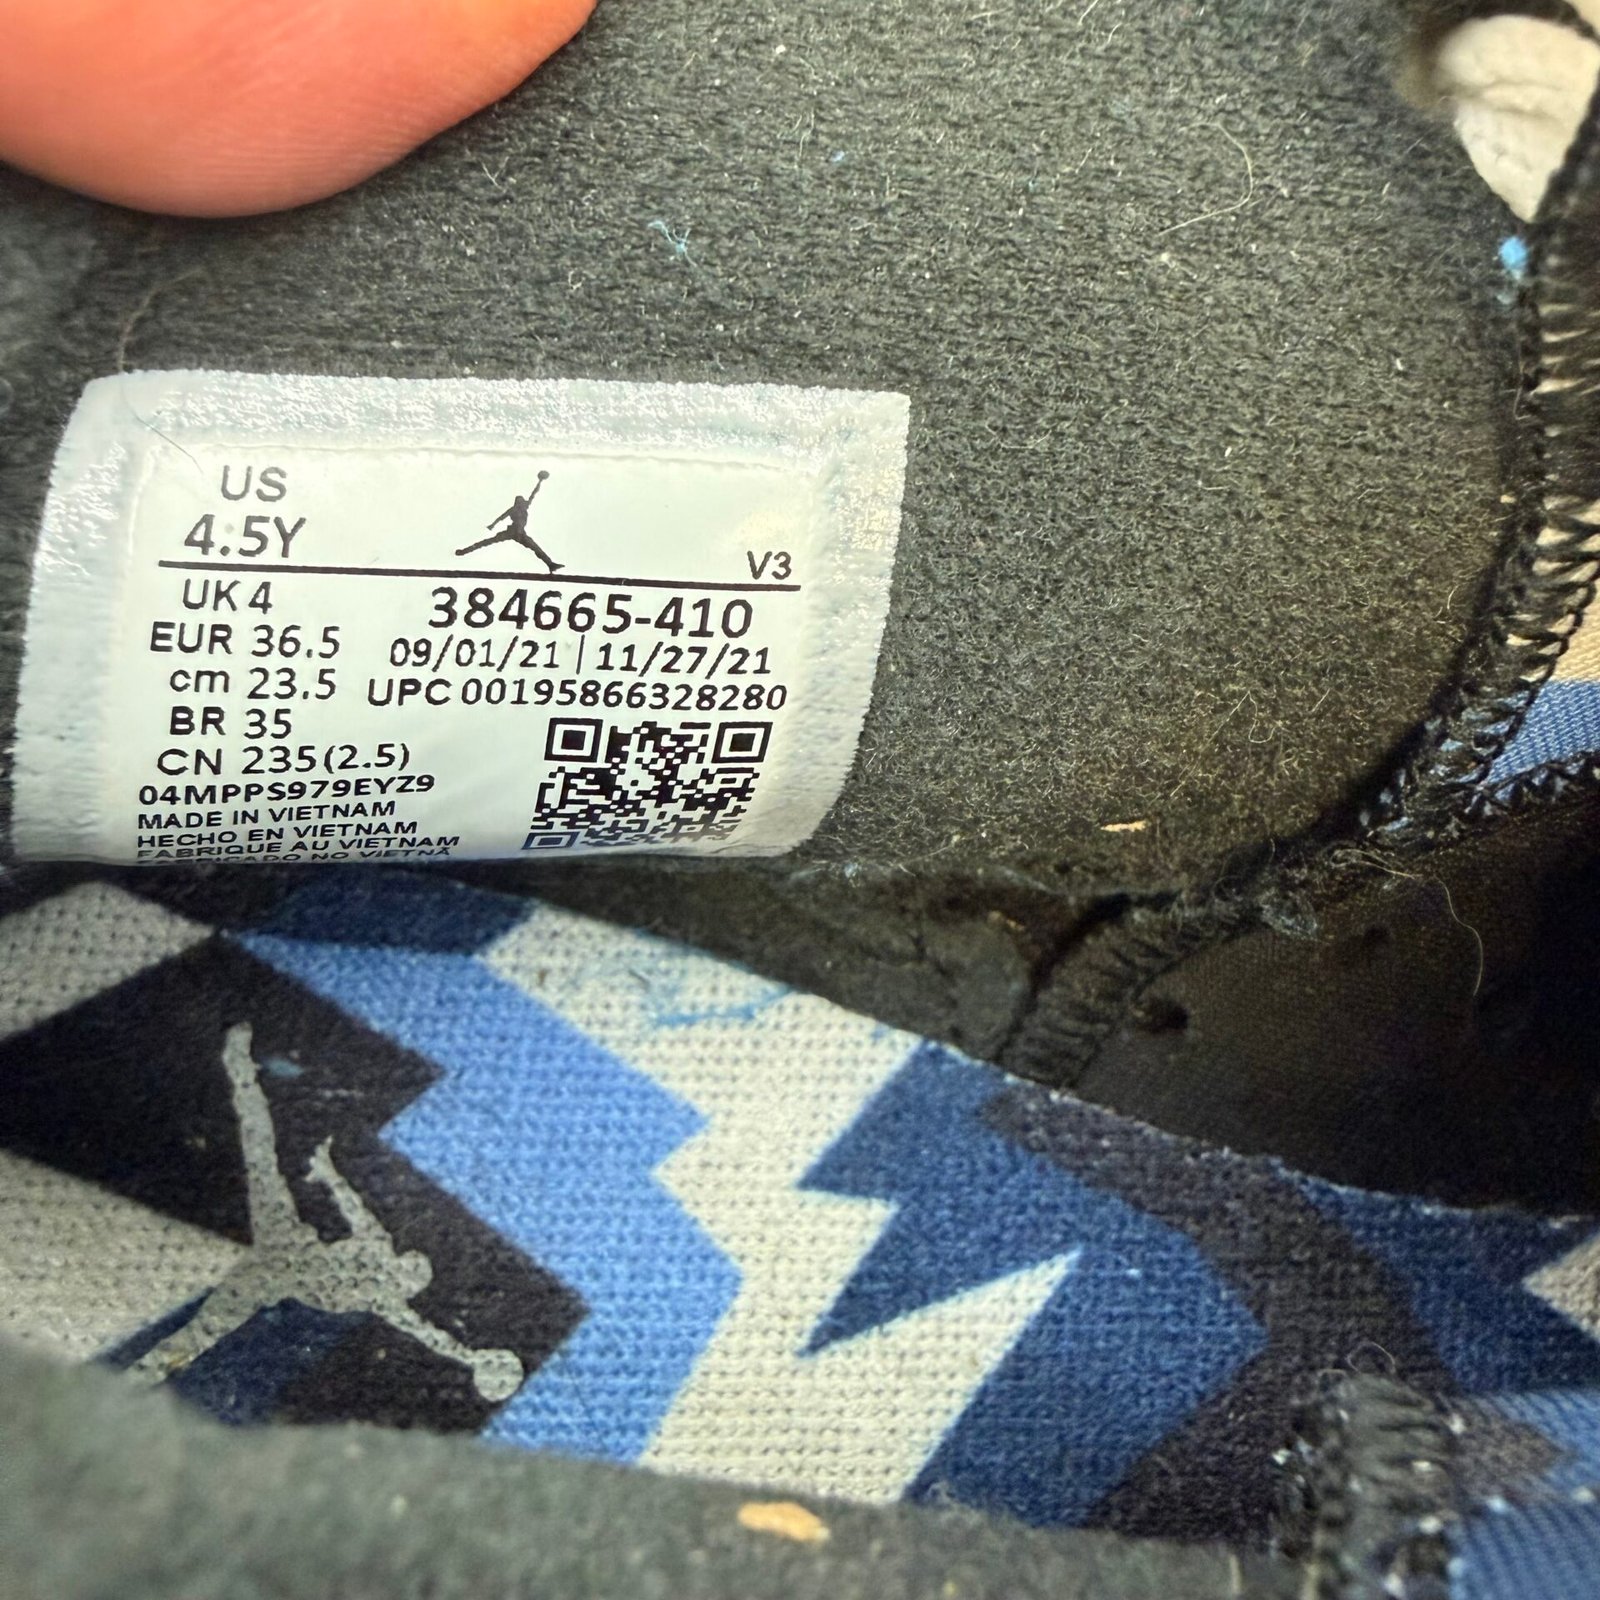 US
4.5Y
V3
UK 4
384665-410
EUR 36.5
09/01/21 | 11/27/21
cm 23.5
UPC 00195866328280
BR 35
CN 235(2.5)
04MPPS979EYZ9
MADE IN VIETNAM
HECHO EN VIETNAM
FABRIQUE AU VIETNAM
FABRICADO NO VIETNÃ